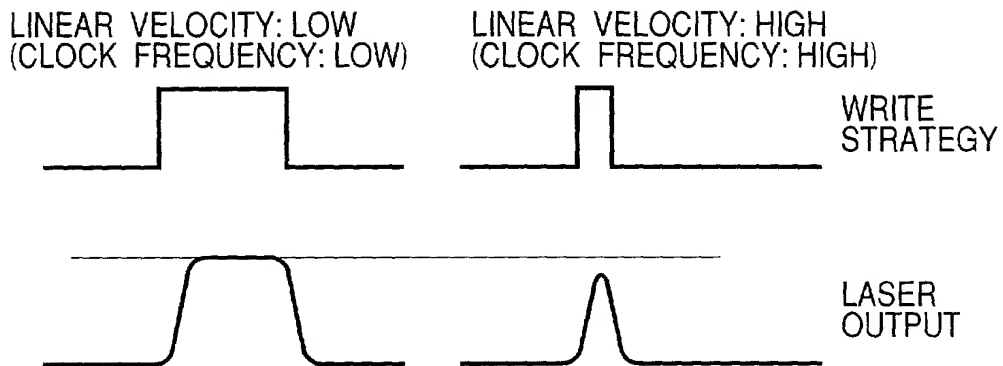 LINEAR VELOCITY: LOW
(CLOCK FREQUENCY: LOW)
LINEAR VELOCITY: HIGH
(CLOCK FREQUENCY: HIGH)
WRITE
STRATEGY
LASER
OUTPUT